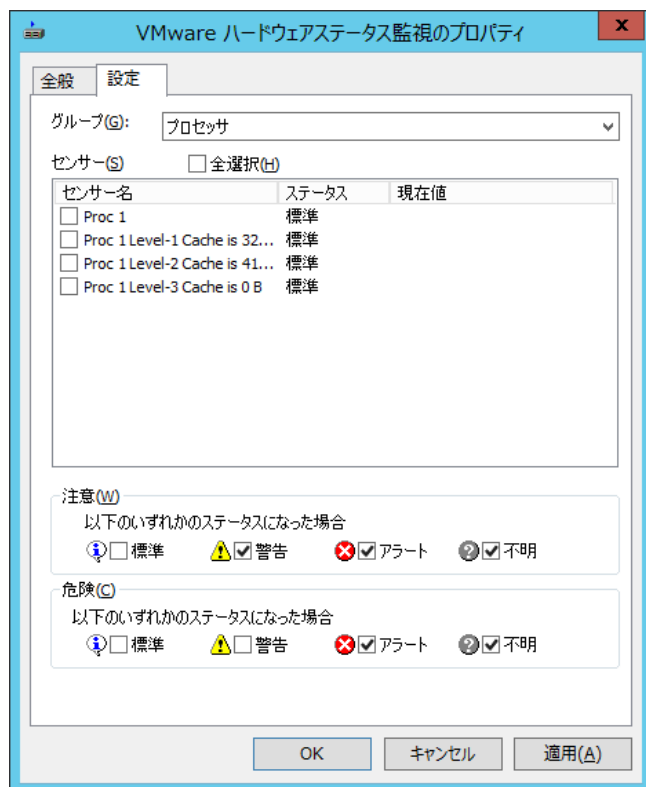 VMware ハードウェアステータス監視のプロパティ
x
全般 設定
グループ(G): プロセッサ
センサー(S) 全選択(H)
センサー名 ステータス 現在値
Proc 1 標準
Proc 1 Level-1 Cache is 32... 標準
Proc 1 Level-2 Cache is 41... 標準
Proc 1 Level-3 Cache is 0 B 標準
注意(W)
以下のいずれかのステータスになった場合
標準 警告 アラート 不明
危険(C)
以下のいずれかのステータスになった場合
標準 警告 アラート 不明
OK キャンセル 適用(A)